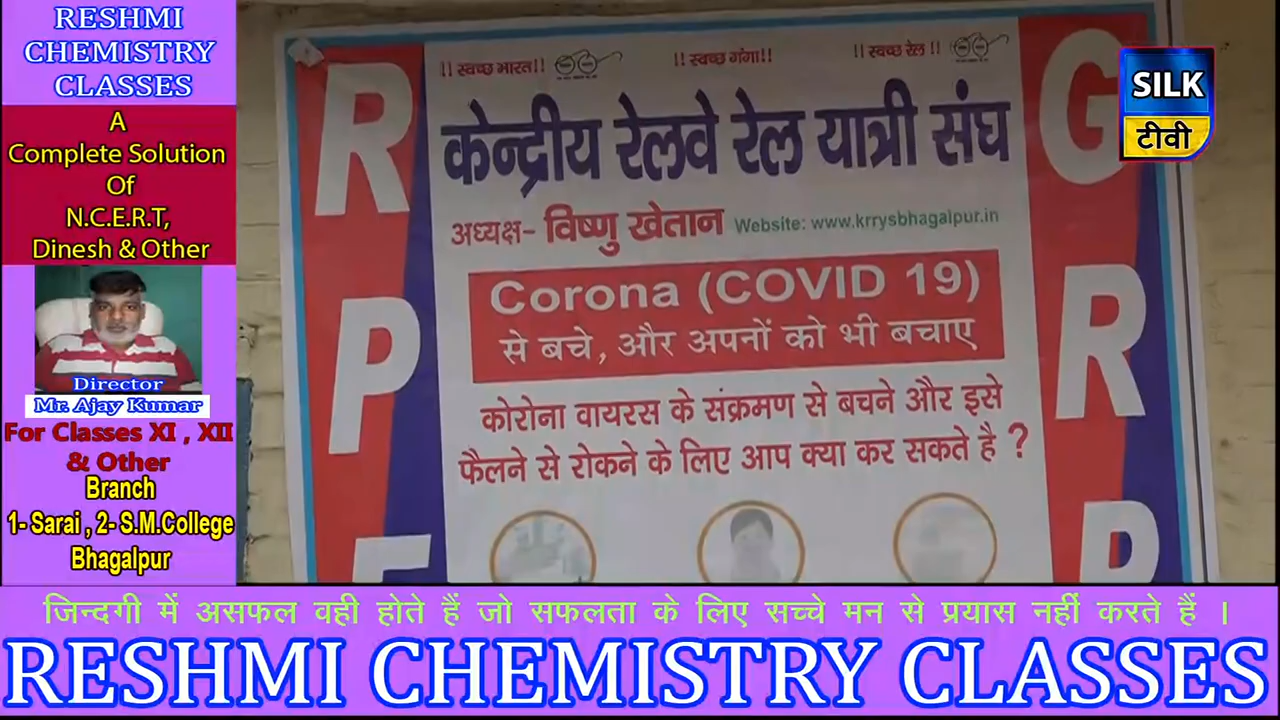 RESHMI
CHEMISTRY
CLASSES
A
Complete Solution
Of
N.C.E.R.T,
Dinesh & Other
Director
Mr. Ajay Kumar
For Classes XI , XII
& Other
Branch
1- Sarai , 2- S.M.College
Bhagalpur
!! स्वच्छ भारत!! !! स्वच्छ गंगा!! !! स्वच्छ रेल !!
केन्द्रीय रेलवे रेल यात्री संघ
अध्यक्ष- विष्णु खेतान Website: www.krrysbhagalpur.in
Corona (COVID 19)
से बचे, और अपनों को भी बचाए
कोरोना वायरस के संक्रमण से बचने और इसे
फैलने से रोकने के लिए आप क्या कर सकते है ?
R
P
F
G
R
P
SILK
टीवी
जिन्दगी में असफल वही होते हैं जो सफलता के लिए सच्चे मन से प्रयास नहीं करते हैं ।
RESHMI CHEMISTRY CLASSES